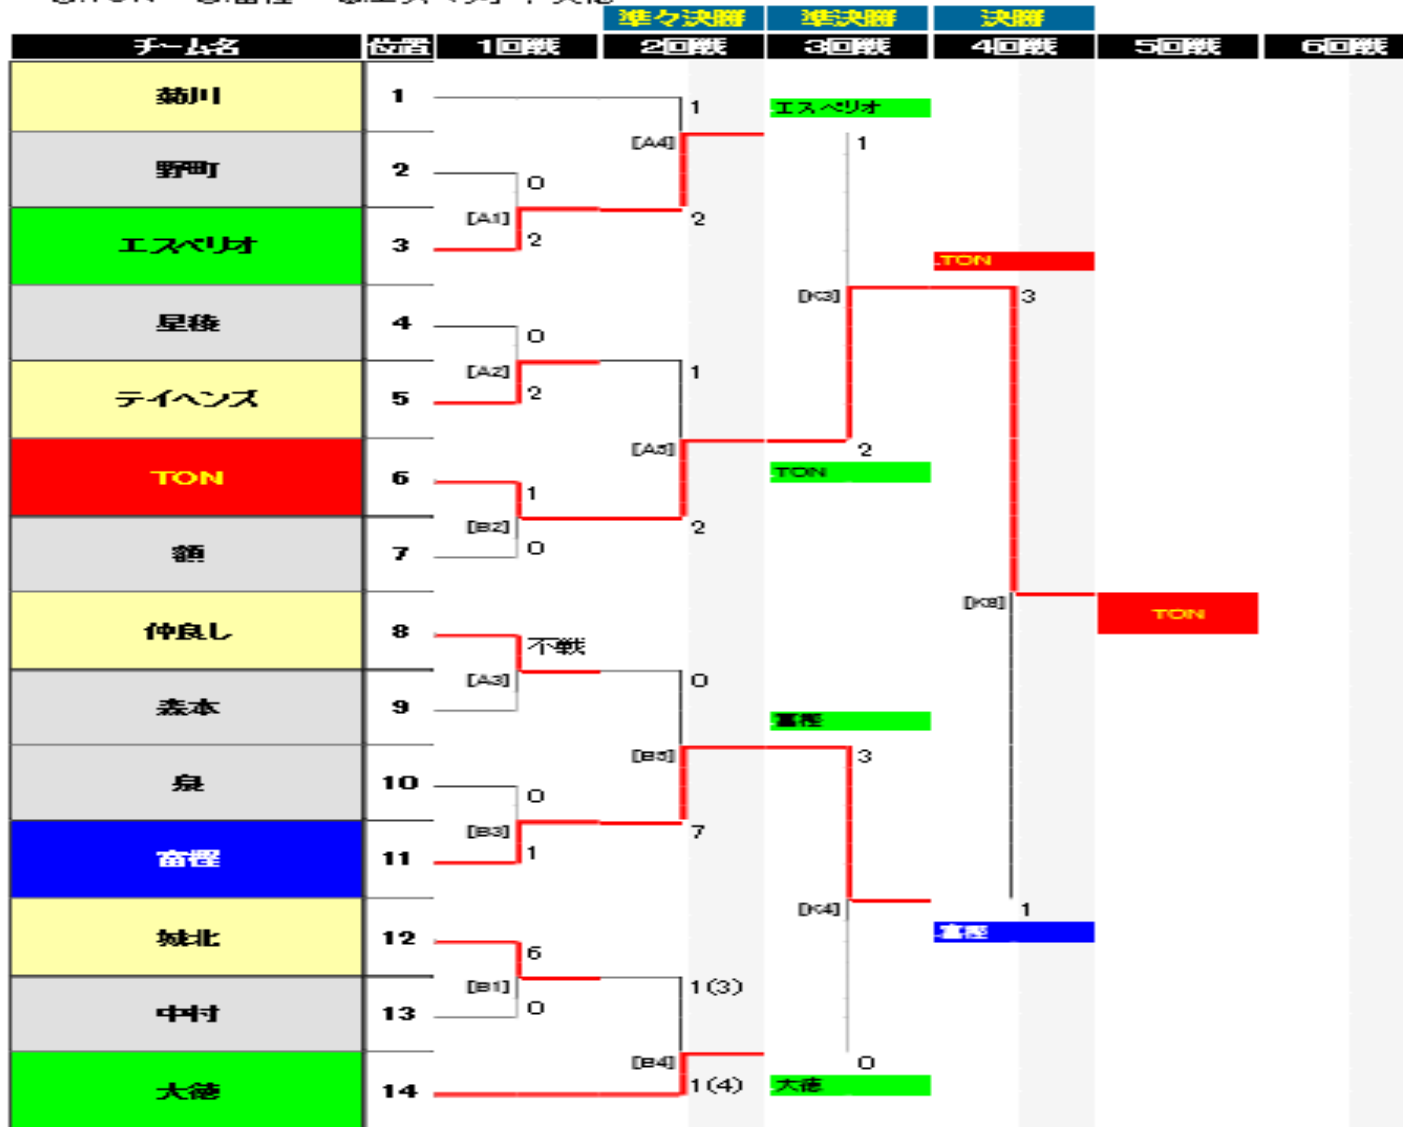 準々決勝 準決勝 決勝
チーム名 位置 1回戦 2回戦 3回戦 4回戦 5回戦 6回戦
菊川 1 1 エスペリオ
[A4] 1
野町 2 0
[A1] 2
エスペリオ 3 2
TON
[K3] 3
星稜 4 0
[A2] 1
テイヘンズ 5 2
[A5] 2
TON 6 1 TON
[B2] 2
額 7 0
[K8] TON
仲良し 8 不戦
[A3] 0
森本 9 富樫
[B5] 3
泉 10 0
[B3] 7
富樫 11 1
[K4] 1
城北 12 6 富樫
[B1] 1(3)
中村 13 0
[B4] 0
大徳 14 1(4) 大徳